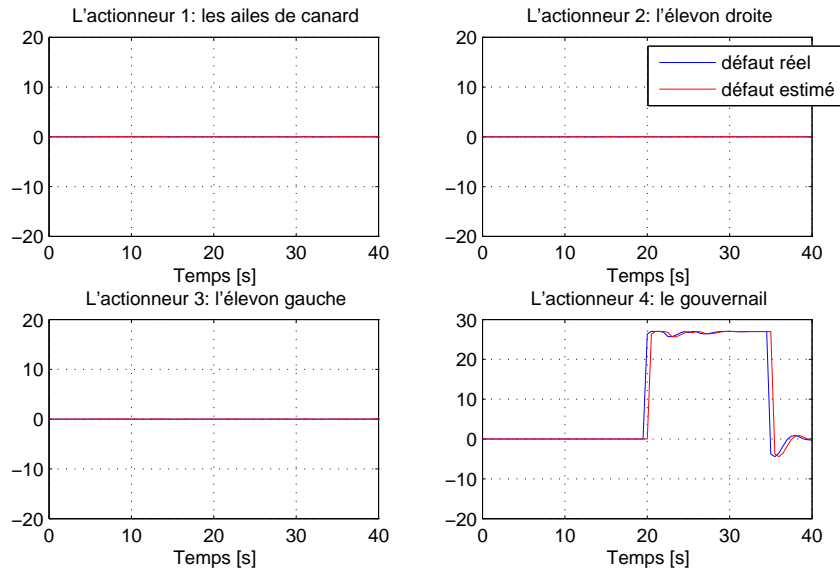 L'actionneur 1: les ailes de canard
20
10
0
−10
−20
0 10 20 30 40
Temps [s]
L'actionneur 2: l'élevon droite
défaut réel
défaut estimé
20
10
0
−10
−20
0 10 20 30 40
Temps [s]
L'actionneur 3: l'élevon gauche
20
10
0
−10
−20
0 10 20 30 40
Temps [s]
L'actionneur 4: le gouvernail
30
20
10
0
−10
−20
0 10 20 30 40
Temps [s]